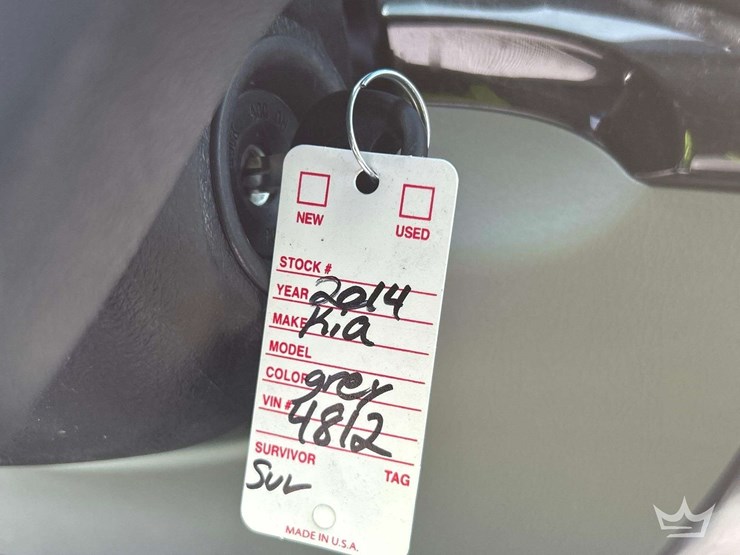 NEW USED
STOCK #
YEAR 2014
MAKE Kia
MODEL
COLOR grey
VIN # 4812
SURVIVOR TAG
SUV
MADE IN U.S.A.